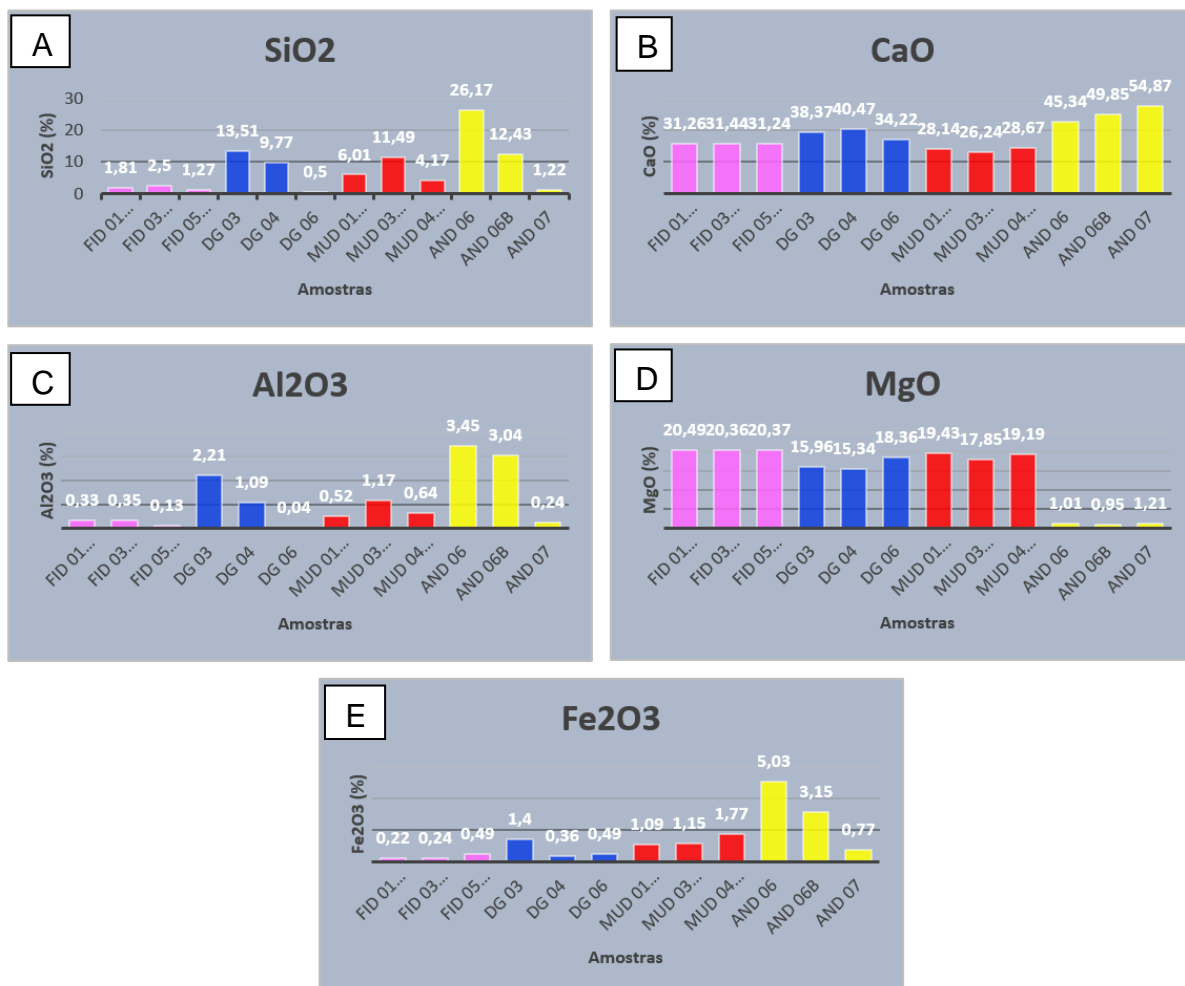 A
SiO2
SiO2 (%)
30
20
10
0
1,81
2,5
1,27
13,51
9,77
0,5
6,01
11,49
4,17
26,17
12,43
1,22
FID 01...
FID 03...
FID 05...
DG 03
DG 04
DG 06
MUD 01...
MUD 03...
MUD 04...
AND 06
AND 06B
AND 07
Amostras
B
CaO
CaO (%)
31,26
31,44
31,24
38,37
40,47
34,22
28,14
26,24
28,67
45,34
49,85
54,87
FID 01...
FID 03...
FID 05...
DG 03
DG 04
DG 06
MUD 01...
MUD 03...
MUD 04...
AND 06
AND 06B
AND 07
Amostras
C
Al2O3
Al2O3 (%)
0,33
0,35
0,13
2,21
1,09
0,04
0,52
1,17
0,64
3,45
3,04
0,24
FID 01...
FID 03...
FID 05...
DG 03
DG 04
DG 06
MUD 01...
MUD 03...
MUD 04...
AND 06
AND 06B
AND 07
Amostras
D
MgO
MgO (%)
20,49
20,36
20,37
15,96
15,34
18,36
19,43
17,85
19,19
1,01
0,95
1,21
FID 01...
FID 03...
FID 05...
DG 03
DG 04
DG 06
MUD 01...
MUD 03...
MUD 04...
AND 06
AND 06B
AND 07
Amostras
E
Fe2O3
Fe2O3 (%)
0,22
0,24
0,49
1,4
0,36
0,49
1,09
1,15
1,77
5,03
3,15
0,77
FID 01...
FID 03...
FID 05...
DG 03
DG 04
DG 06
MUD 01...
MUD 03...
MUD 04...
AND 06
AND 06B
AND 07
Amostras